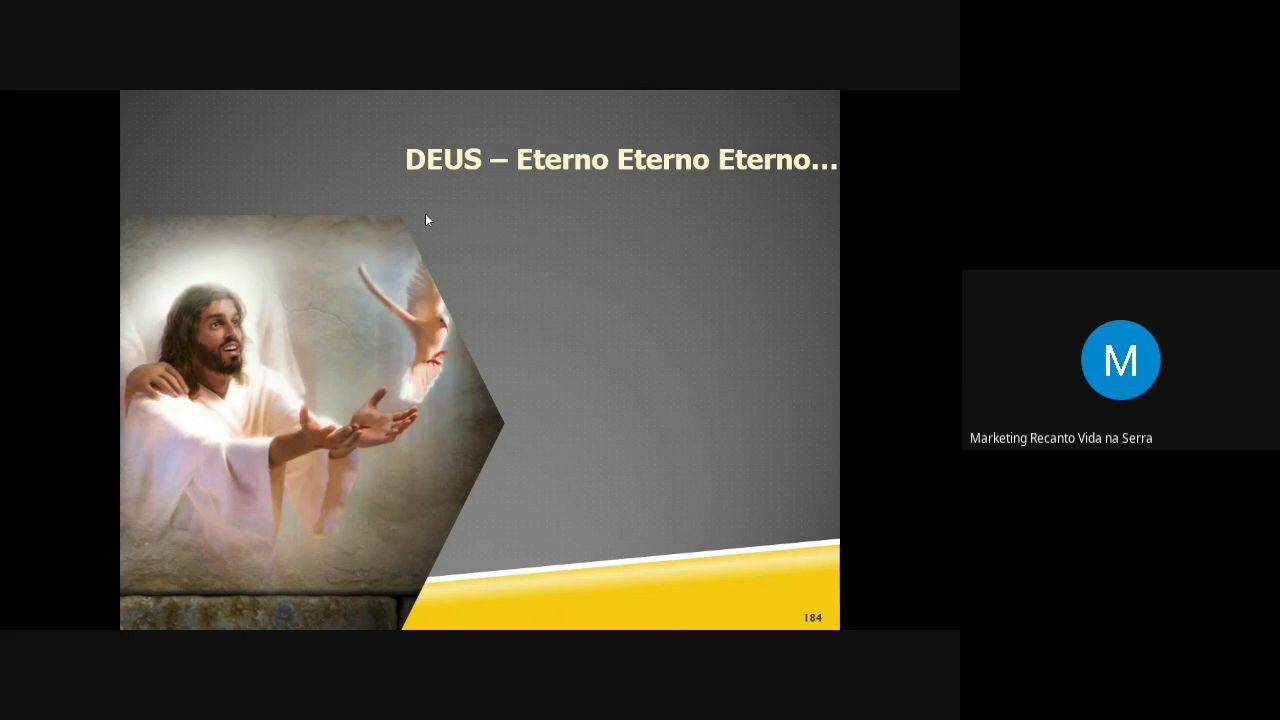 DEUS – Eterno Eterno Eterno...
M
Marketing Recanto Vida na Serra
184